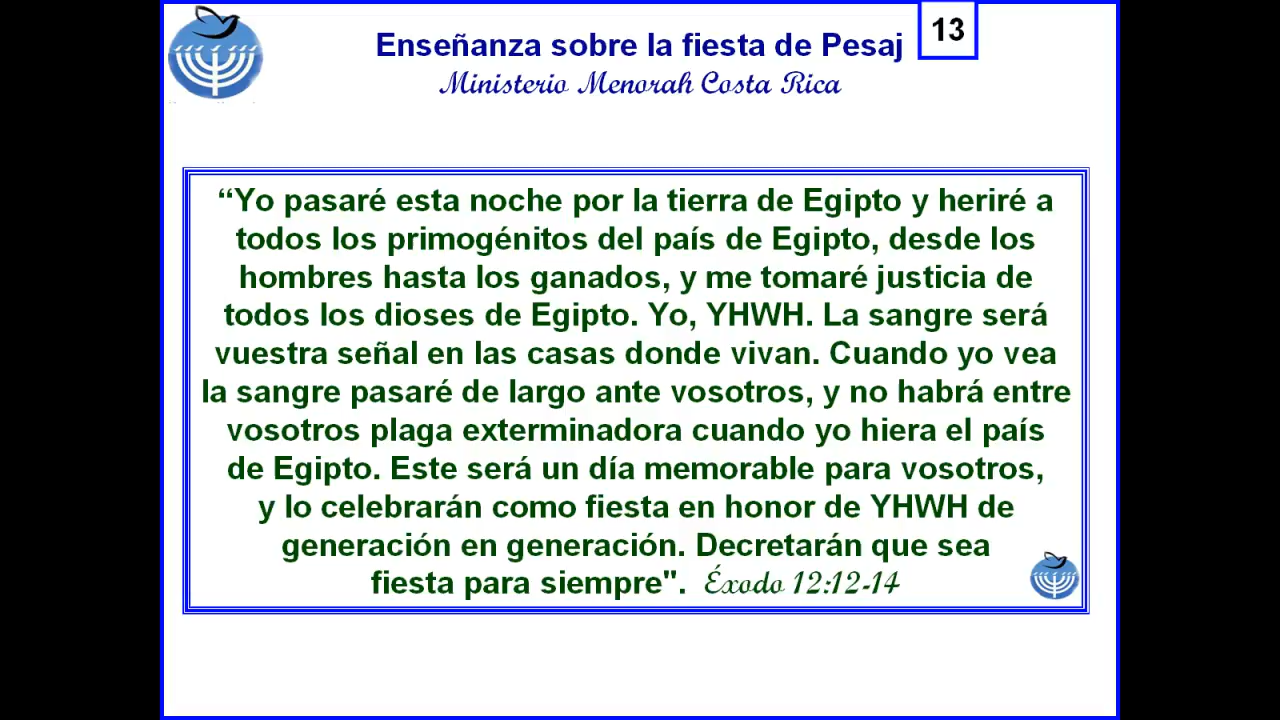 13
Enseñanza sobre la fiesta de Pesaj
Ministerio Menorah Costa Rica
“Yo pasaré esta noche por la tierra de Egipto y heriré a
todos los primogénitos del país de Egipto, desde los
hombres hasta los ganados, y me tomaré justicia de
todos los dioses de Egipto. Yo, YHWH. La sangre será
vuestra señal en las casas donde vivan. Cuando yo vea
la sangre pasaré de largo ante vosotros, y no habrá entre
vosotros plaga exterminadora cuando yo hiera el país
de Egipto. Este será un día memorable para vosotros,
y lo celebrarán como fiesta en honor de YHWH de
generación en generación. Decretarán que sea
fiesta para siempre". Éxodo 12:12-14